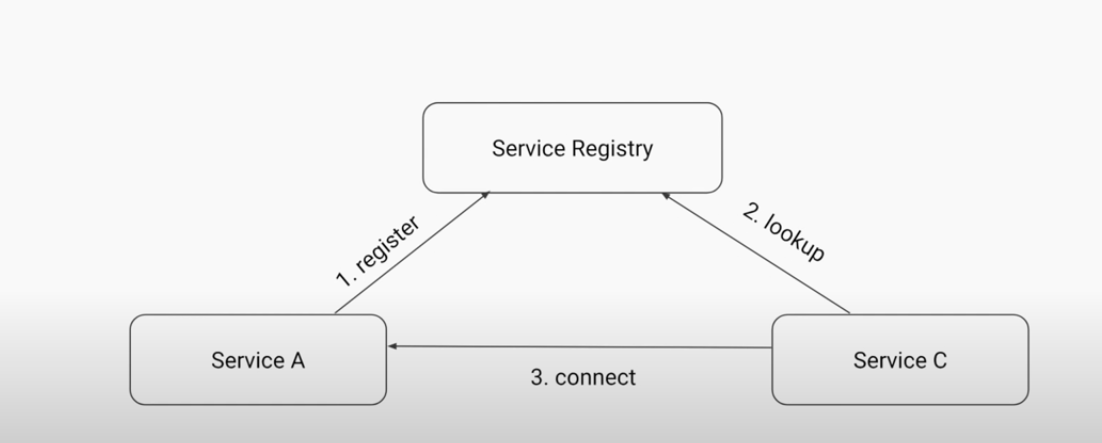 Service Registry
1. register
2. lookup
Service A
3. connect
Service C